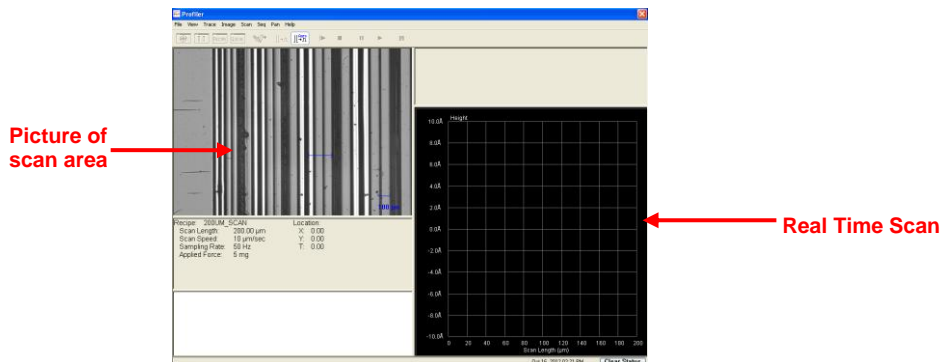 Profiler
File View Trace Image Scan Seq Pan Help
Picture of
scan area
100 µm
Recipe: 200UM_SCAN
Scan Length: 200.00 µm
Scan Speed: 10 µm/sec
Sampling Rate: 50 Hz
Applied Force: 5 mg
Location:
X: 0.00
Y: 0.00
T: 0.00
Height
10.0Å
8.0Å
6.0Å
4.0Å
2.0Å
0.0Å
-2.0Å
-4.0Å
-6.0Å
-8.0Å
-10.0Å
0 20 40 60 80 100 120 140 160 180 200
Scan Length (µm)
Real Time Scan
Clear Status